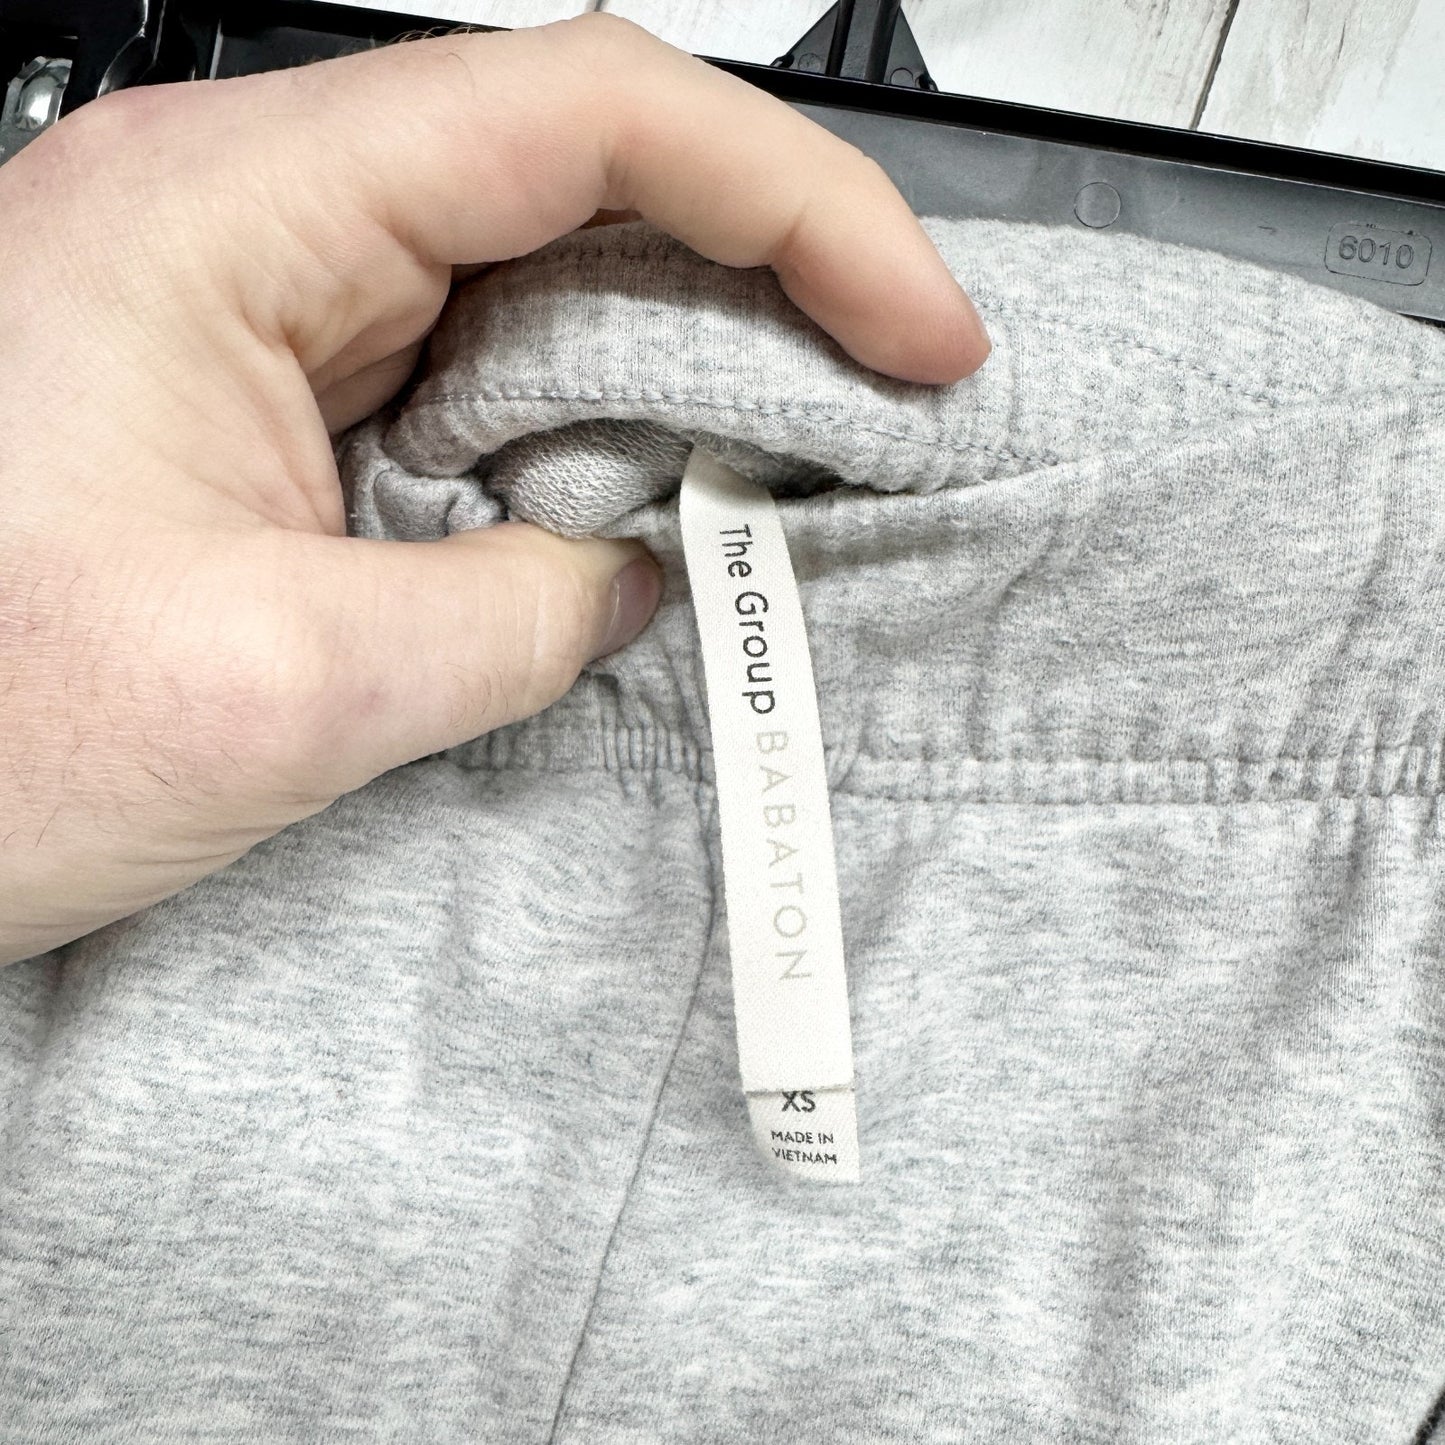 6010
The Group BABATON
XS
MADE IN
VIETNAM